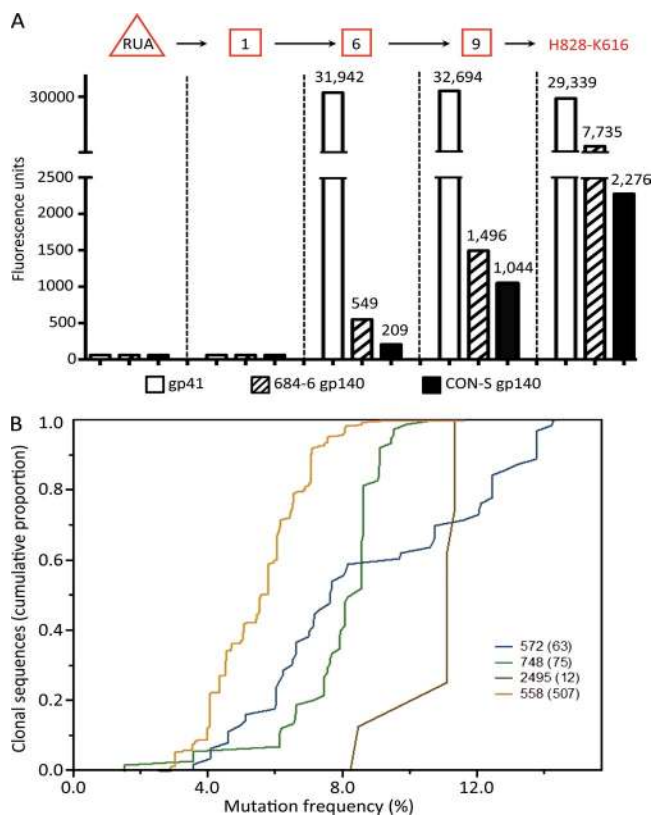 A
RUA 1 6 9 H828-K616
31,942 32,694 29,339
7,735
30000
Fluorescence units
2500
2000
1500
1000
500
0
549
209
1,496
1,044
2,276
gp41 684-6 gp140 CON-S gp140
B
Clonal sequences (cumulative proportion)
1.0
0.8
0.6
0.4
0.2
0.0
572 (63)
748 (75)
2495 (12)
558 (507)
0.0 4.0 8.2 12.0
Mutation frequency (%)